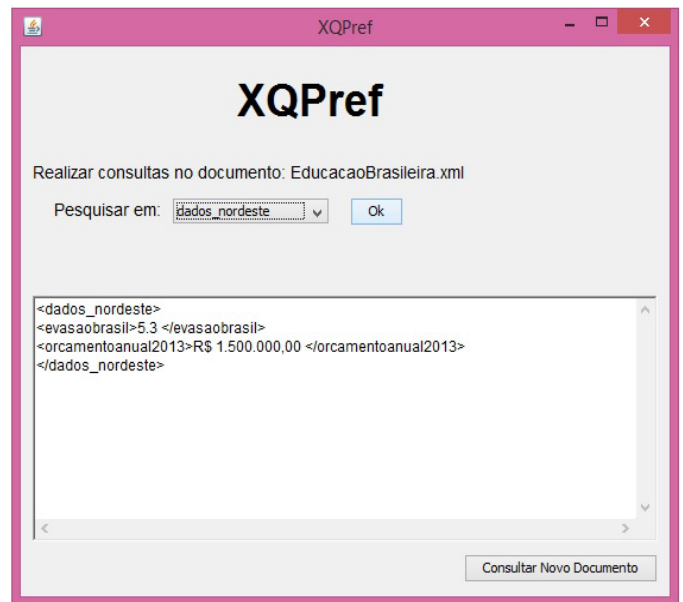 XQPref
XQPref
Realizar consultas no documento: EducacaoBrasileira.xml
Pesquisar em: dados_nordeste Ok
<dados_nordeste>
<evasaobrasil>5.3 </evasaobrasil>
<orcamentoanual2013>R$ 1.500.000,00 </orcamentoanual2013>
</dados_nordeste>
Consultar Novo Documento